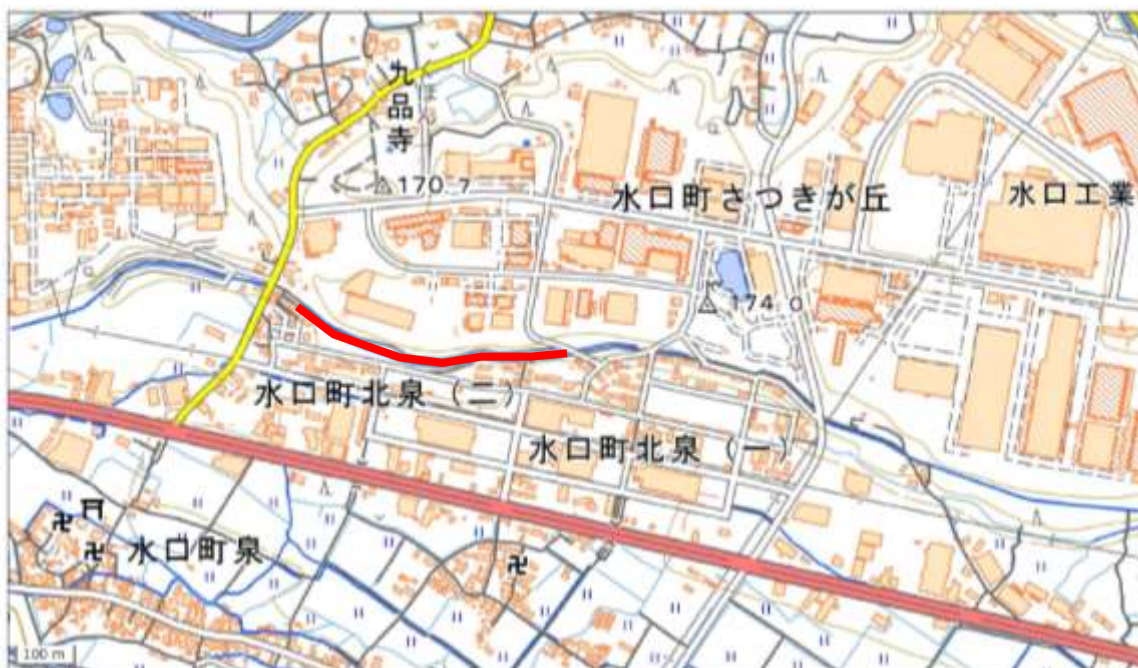 九品寺
170.7
水口町さつきが丘
水口工業
174.0
水口町北泉（二）
水口町北泉（一）
水口町泉
100 m